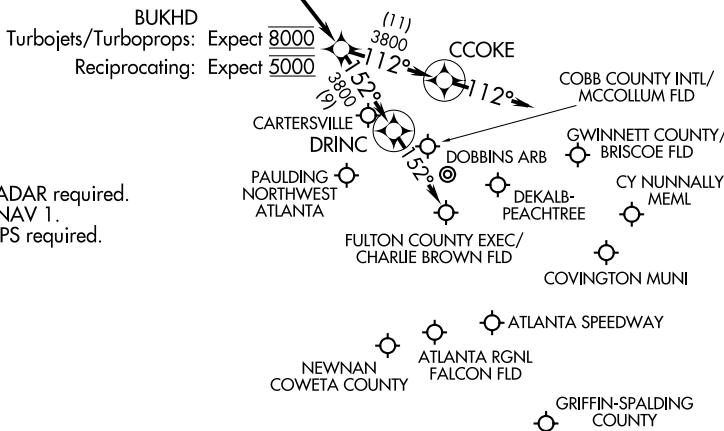 BUKHD
Turbojets/Turboprops: Expect 8000
Reciprocating: Expect 5000
(11)
3800
112°
CCOKE
112°
152°
3800
(9)
COBB COUNTY INTL/
MCCOLLUM FLD
CARTERSVILLE
DRINC
152°
DOBBINS ARB
GWINNETT COUNTY/
BRISCOE FLD
PAULDING
NORTHWEST
ATLANTA
DEKALB-
PEACHTREE
CY NUNNALLY
MEML
ADAR required.
NAV 1.
PS required.
FULTON COUNTY EXEC/
CHARLIE BROWN FLD
COVINGTON MUNI
ATLANTA SPEEDWAY
NEWNAN
COWETA COUNTY
ATLANTA RGNL
FALCON FLD
GRIFFIN-SPALDING
COUNTY